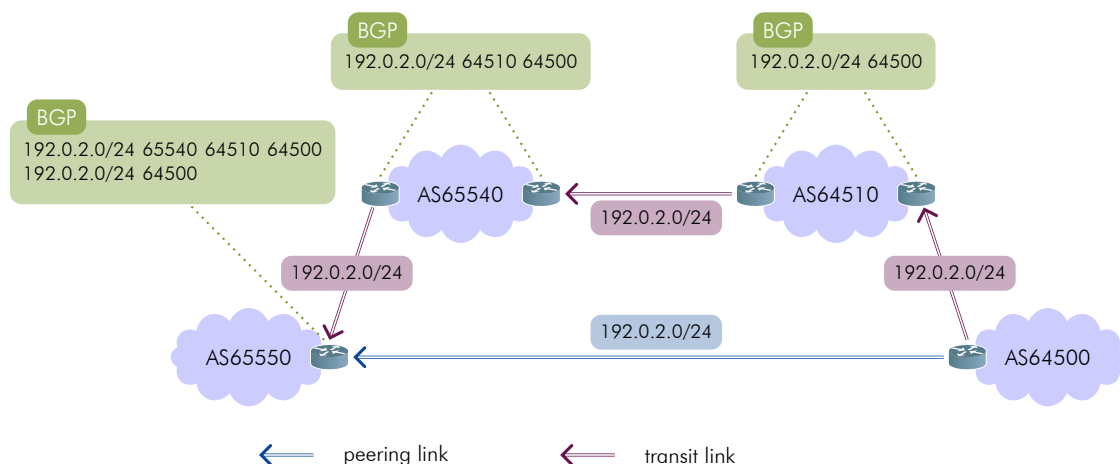 BGP
192.0.2.0/24 64510 64500
BGP
192.0.2.0/24 64500
BGP
192.0.2.0/24 65540 64510 64500
192.0.2.0/24 64500
AS65540
AS64510
192.0.2.0/24
192.0.2.0/24
192.0.2.0/24
192.0.2.0/24
AS65550
AS64500
peering link
transit link